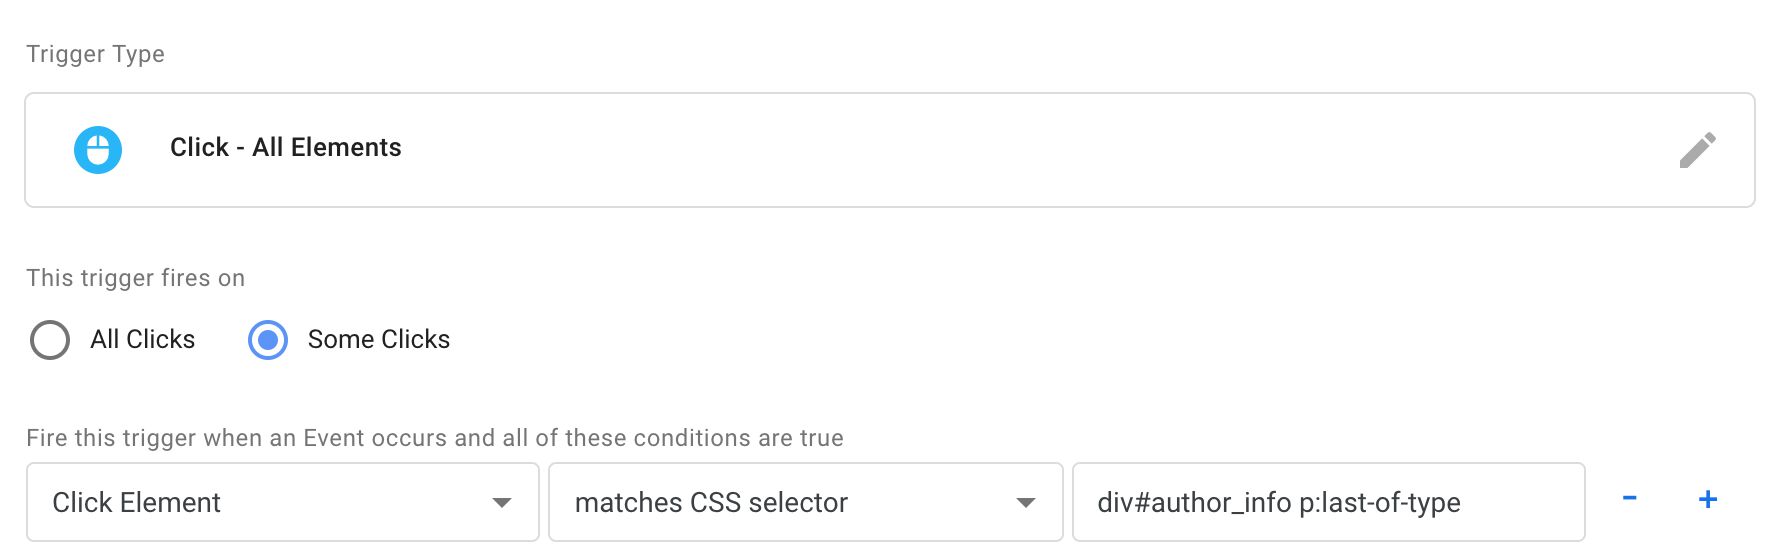 Trigger Type
Click - All Elements
This trigger fires on
All Clicks Some Clicks
Fire this trigger when an Event occurs and all of these conditions are true
Click Element matches CSS selector div#author_info p:last-of-type - +